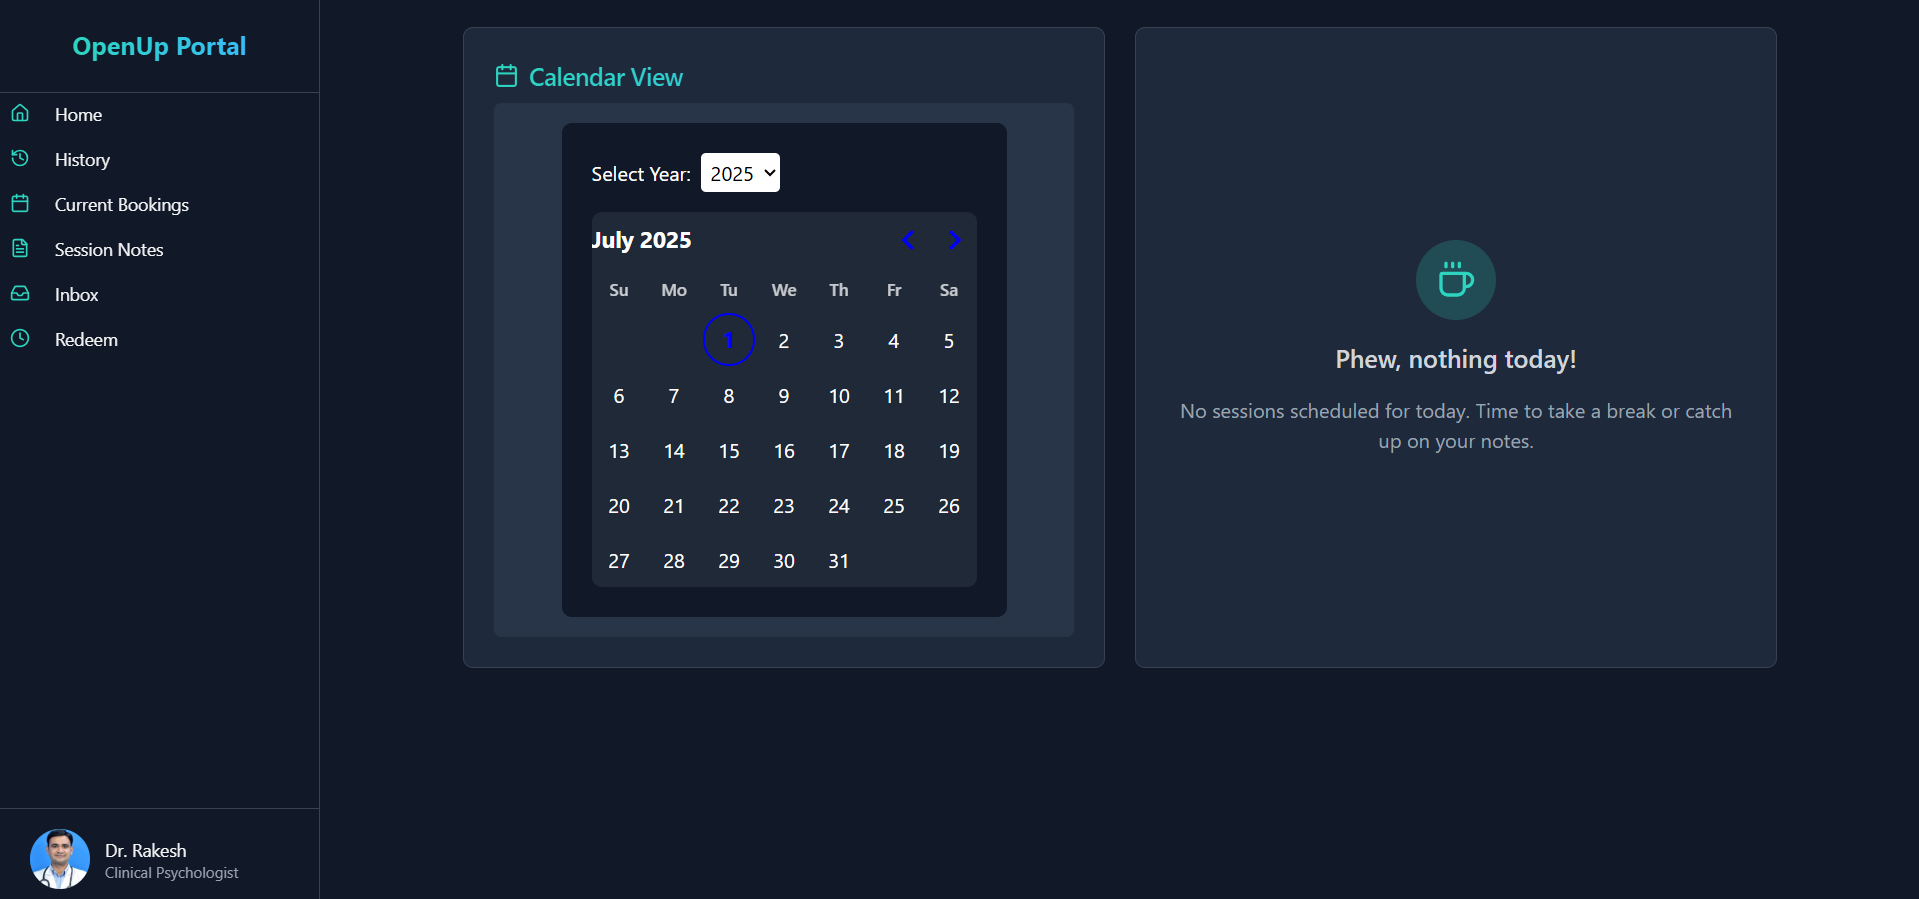 OpenUp Portal
Home
History
Current Bookings
Session Notes
Inbox
Redeem
Dr. Rakesh
Clinical Psychologist
Calendar View
Select Year: 2025
July 2025
Su Mo Tu We Th Fr Sa
1 2 3 4 5
6 7 8 9 10 11 12
13 14 15 16 17 18 19
20 21 22 23 24 25 26
27 28 29 30 31
Phew, nothing today!
No sessions scheduled for today. Time to take a break or catch
up on your notes.